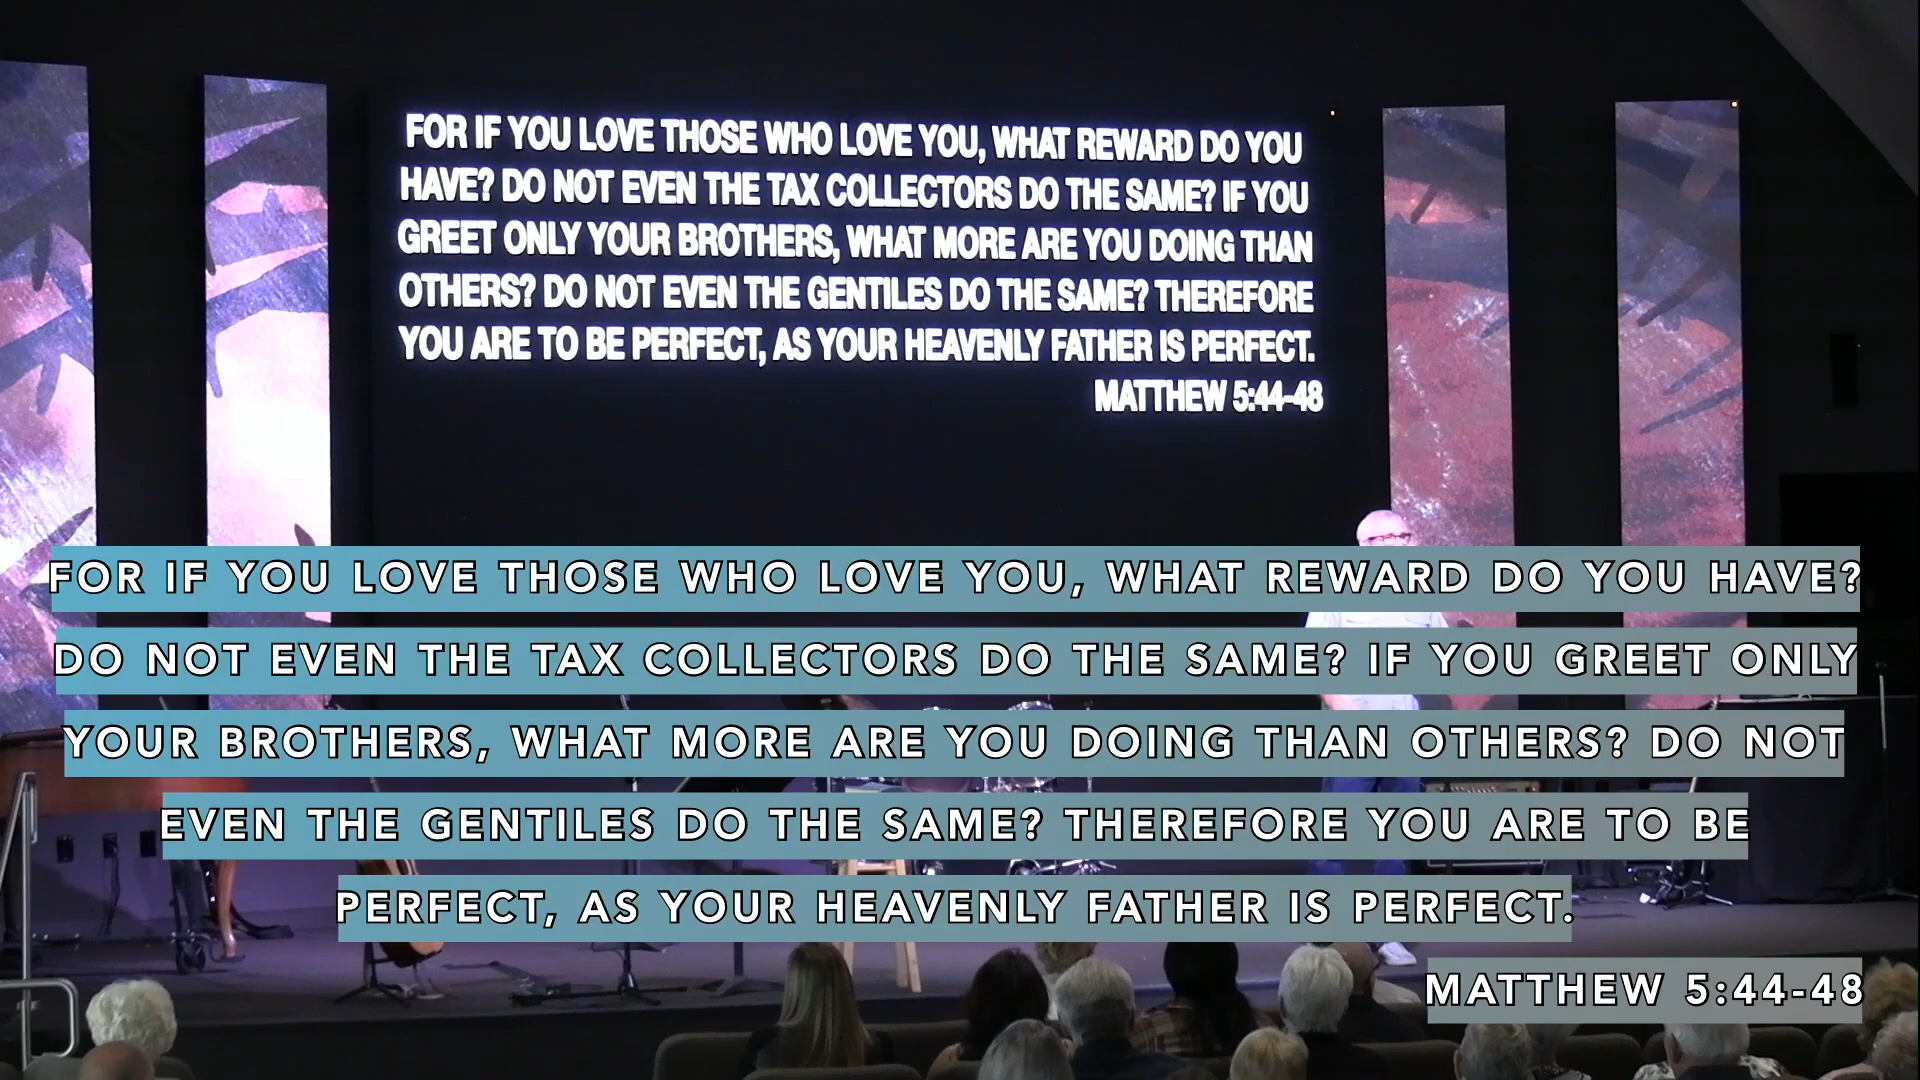 FOR IF YOU LOVE THOSE WHO LOVE YOU, WHAT REWARD DO YOU
HAVE? DO NOT EVEN THE TAX COLLECTORS DO THE SAME? IF YOU
GREET ONLY YOUR BROTHERS, WHAT MORE ARE YOU DOING THAN
OTHERS? DO NOT EVEN THE GENTILES DO THE SAME? THEREFORE
YOU ARE TO BE PERFECT, AS YOUR HEAVENLY FATHER IS PERFECT.
MATTHEW 5:44-48
FOR IF YOU LOVE THOSE WHO LOVE YOU, WHAT REWARD DO YOU HAVE?
DO NOT EVEN THE TAX COLLECTORS DO THE SAME? IF YOU GREET ONLY
YOUR BROTHERS, WHAT MORE ARE YOU DOING THAN OTHERS? DO NOT
EVEN THE GENTILES DO THE SAME? THEREFORE YOU ARE TO BE
PERFECT, AS YOUR HEAVENLY FATHER IS PERFECT.
MATTHEW 5:44-48